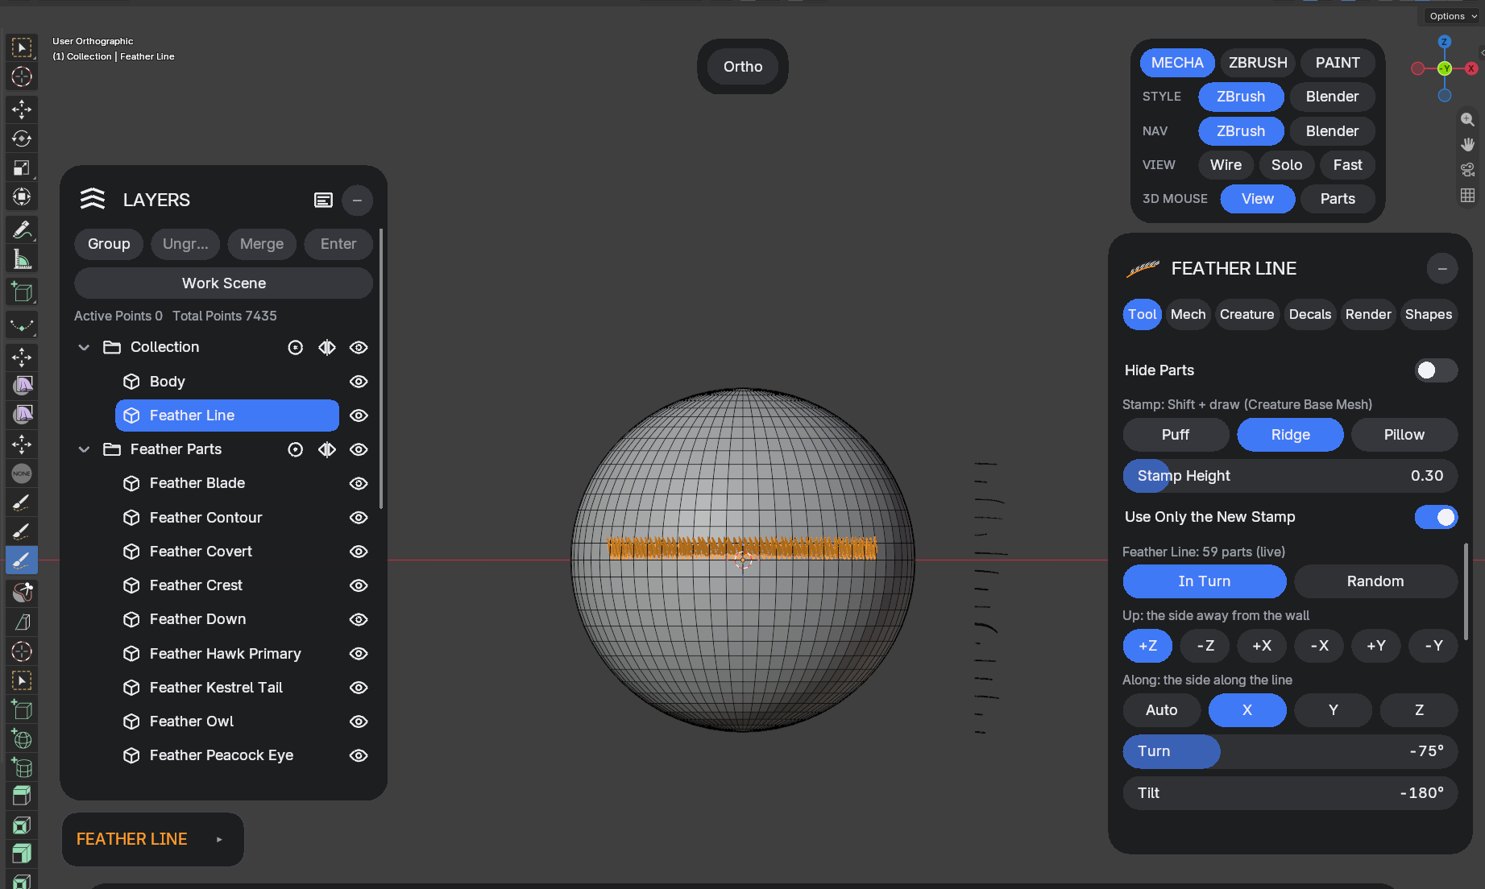 Options
User Orthographic
(1) Collection | Feather Line
Ortho
MECHA ZBRUSH PAINT
STYLE ZBrush Blender
NAV ZBrush Blender
VIEW Wire Solo Fast
3D MOUSE View Parts
Z
Y
X
LAYERS
Group Ungr... Merge Enter
Work Scene
Active Points 0 Total Points 7435
Collection
Body
Feather Line
Feather Parts
Feather Blade
Feather Contour
Feather Covert
Feather Crest
Feather Down
Feather Hawk Primary
Feather Kestrel Tail
Feather Owl
Feather Peacock Eye
FEATHER LINE
FEATHER LINE
Tool Mech Creature Decals Render Shapes
Hide Parts
Stamp: Shift + draw (Creature Base Mesh)
Puff Ridge Pillow
Stamp Height 0.30
Use Only the New Stamp
Feather Line: 59 parts (live)
In Turn Random
Up: the side away from the wall
+Z -Z +X -X +Y -Y
Along: the side along the line
Auto X Y Z
Turn -75°
Tilt -180°
NONE